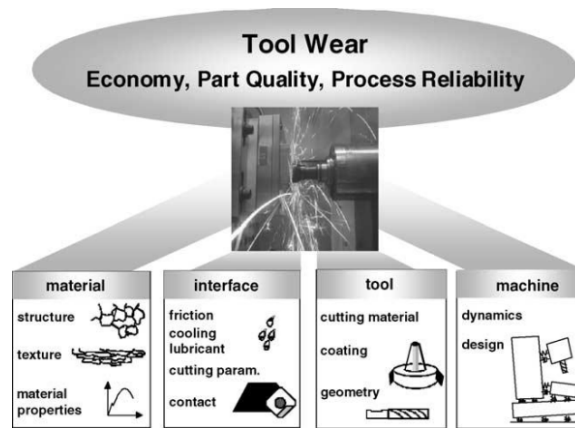 Tool Wear
Economy, Part Quality, Process Reliability
material
structure
texture
material
properties
interface
friction
cooling
lubricant
cutting param.
contact
tool
cutting material
coating
geometry
machine
dynamics
design